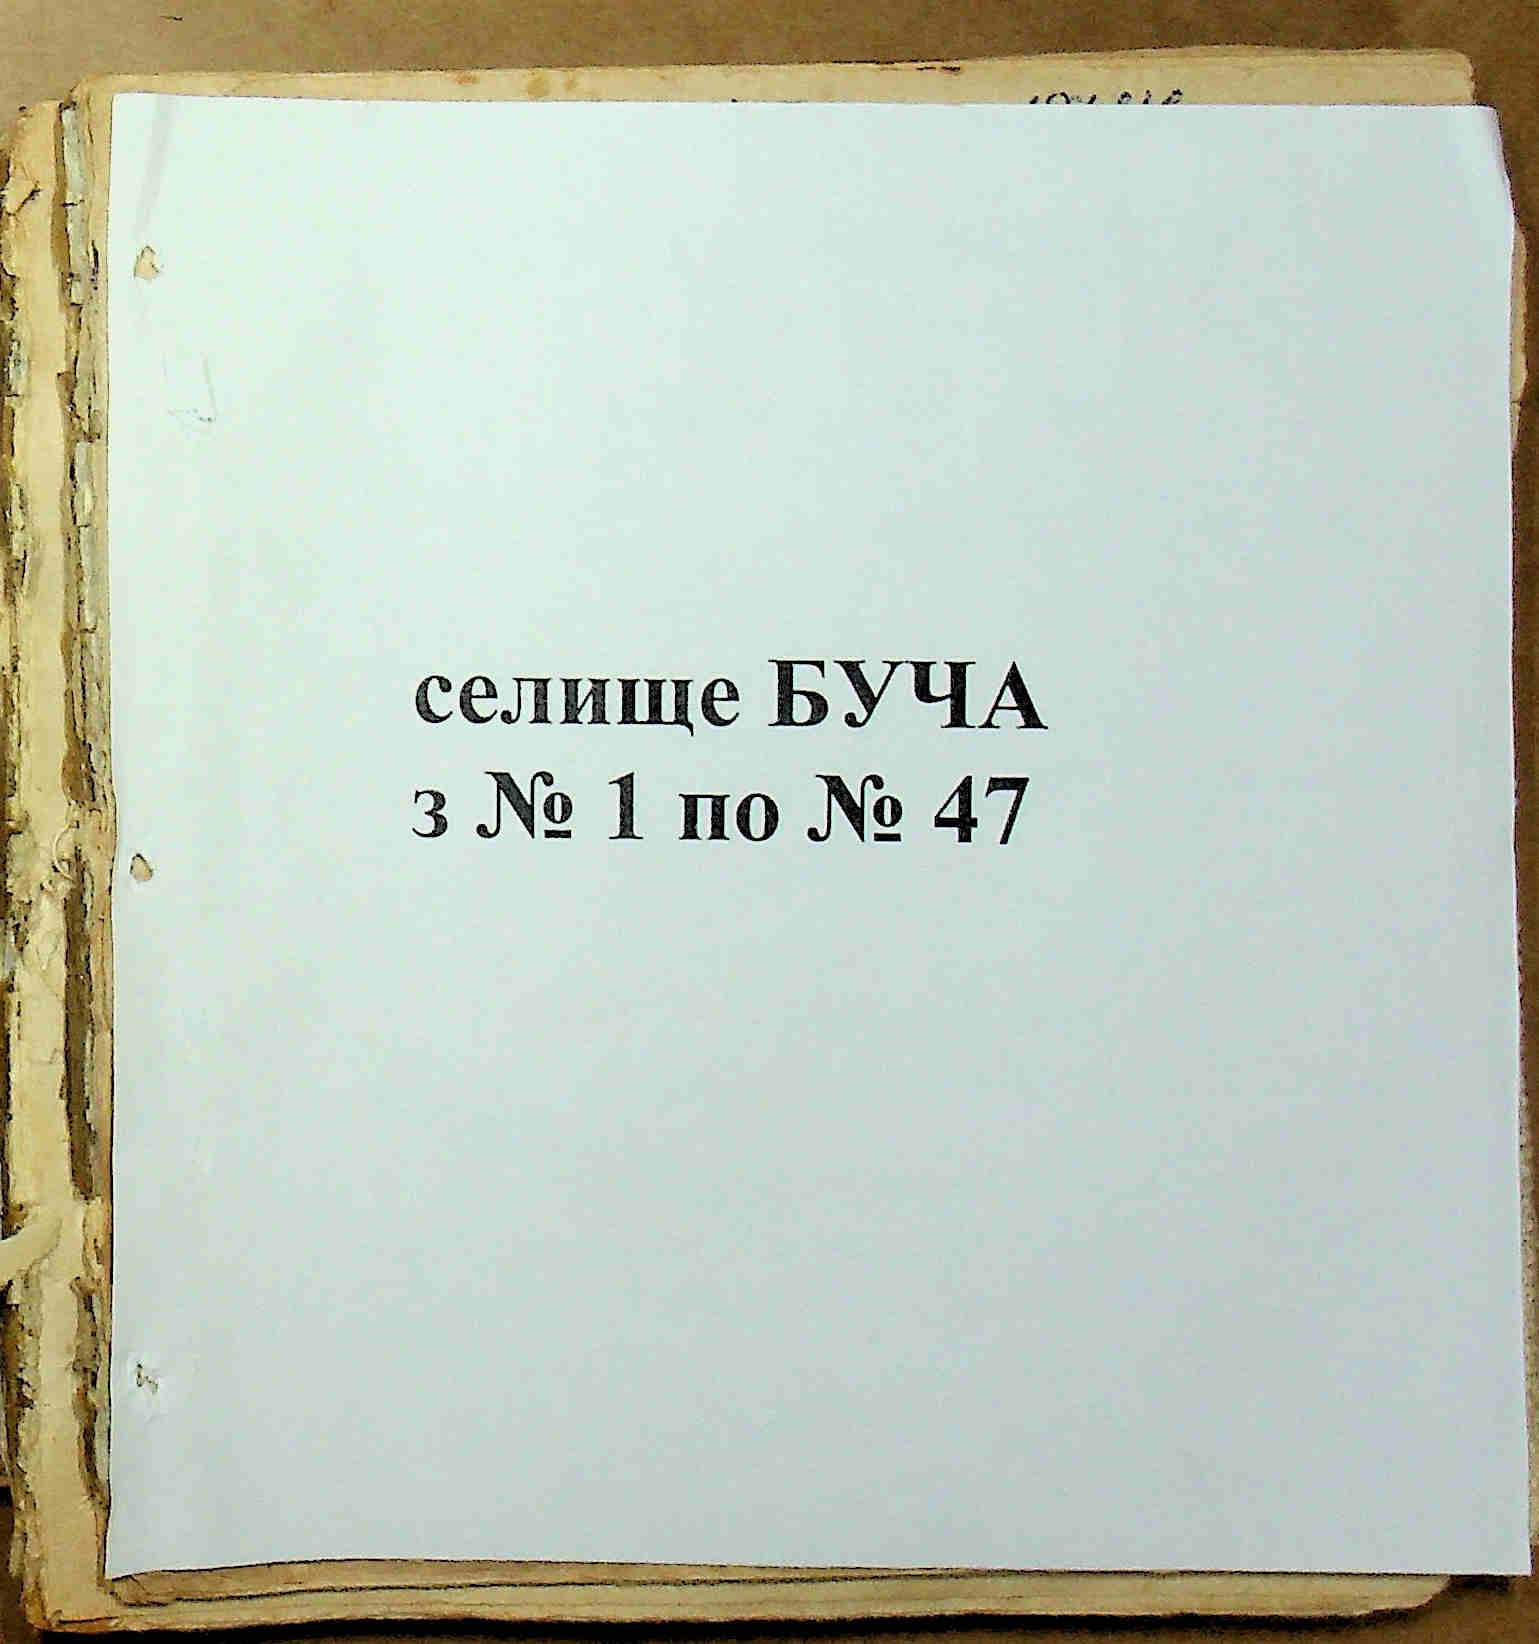 селище БУЧА
з № 1 по № 47